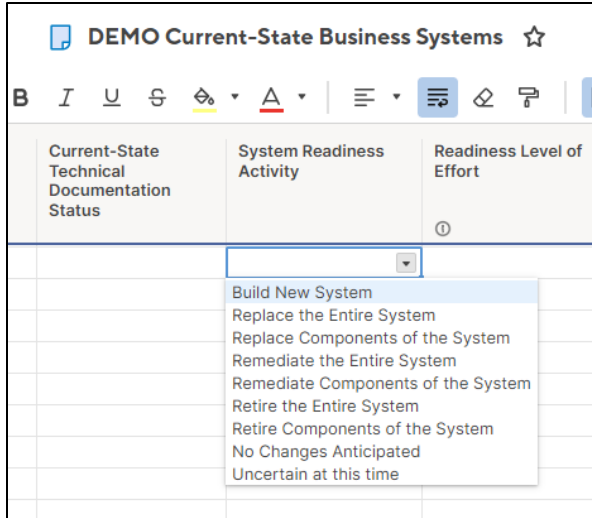 DEMO Current-State Business Systems
B I U S A
Current-State
Technical
Documentation
Status
System Readiness
Activity
Readiness Level of
Effort
Build New System
Replace the Entire System
Replace Components of the System
Remediate the Entire System
Remediate Components of the System
Retire the Entire System
Retire Components of the System
No Changes Anticipated
Uncertain at this time